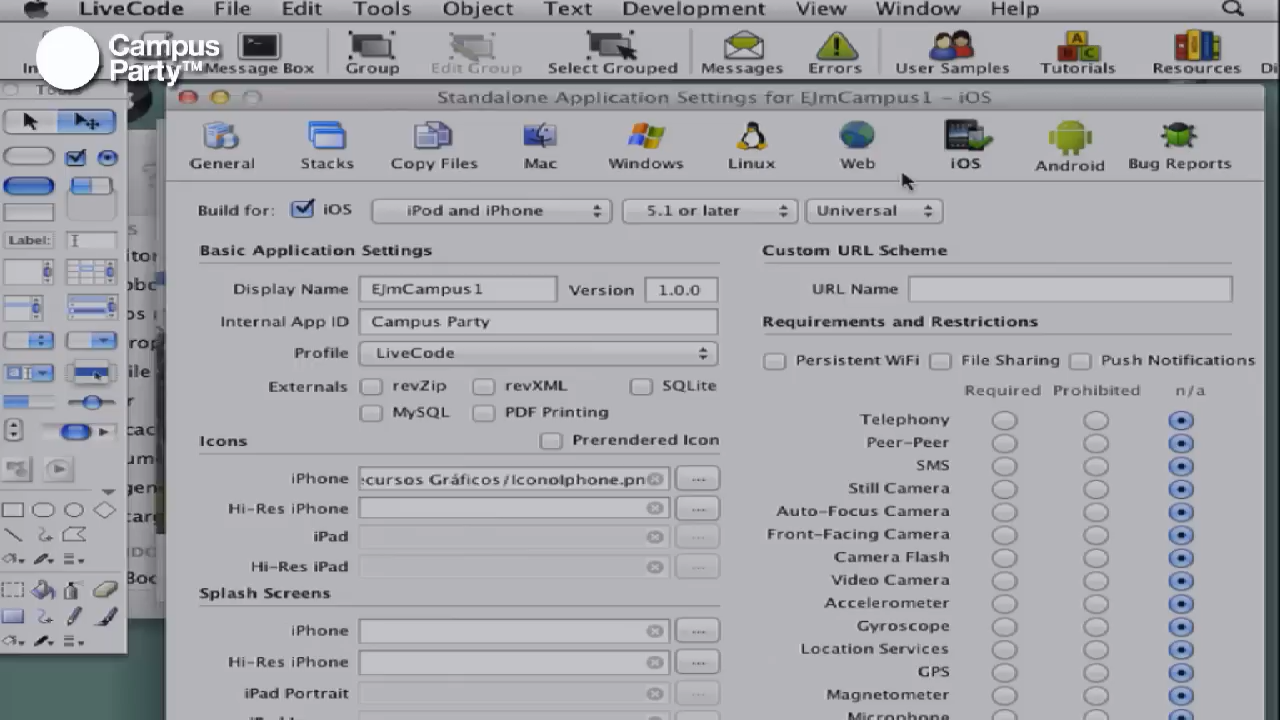 LiveCode File Edit Tools Object Text Development View Window Help
Campus
Party™
Message Box Group Edit Group Select Grouped Messages Errors User Samples Tutorials Resources
Standalone Application Settings for EJmCampus1 – iOS
General Stacks Copy Files Mac Windows Linux Web iOS Android Bug Reports
Build for: iOS iPod and iPhone 5.1 or later Universal
Basic Application Settings
Display Name EJmCampus1 Version 1.0.0
Internal App ID Campus Party
Profile LiveCode
Externals revZip revXML SQLite
MySQL PDF Printing
Icons Prerendered Icon
iPhone ecursos Gráficos/IconoIphone.pn ...
Hi-Res iPhone ...
iPad ...
Hi-Res iPad ...
Splash Screens
iPhone ...
Hi-Res iPhone ...
iPad Portrait ...
Custom URL Scheme
URL Name
Requirements and Restrictions
Persistent WiFi File Sharing Push Notifications
Required Prohibited n/a
Telephony
Peer-Peer
SMS
Still Camera
Auto-Focus Camera
Front-Facing Camera
Camera Flash
Video Camera
Accelerometer
Gyroscope
Location Services
GPS
Magnetometer
Microphone
Label: